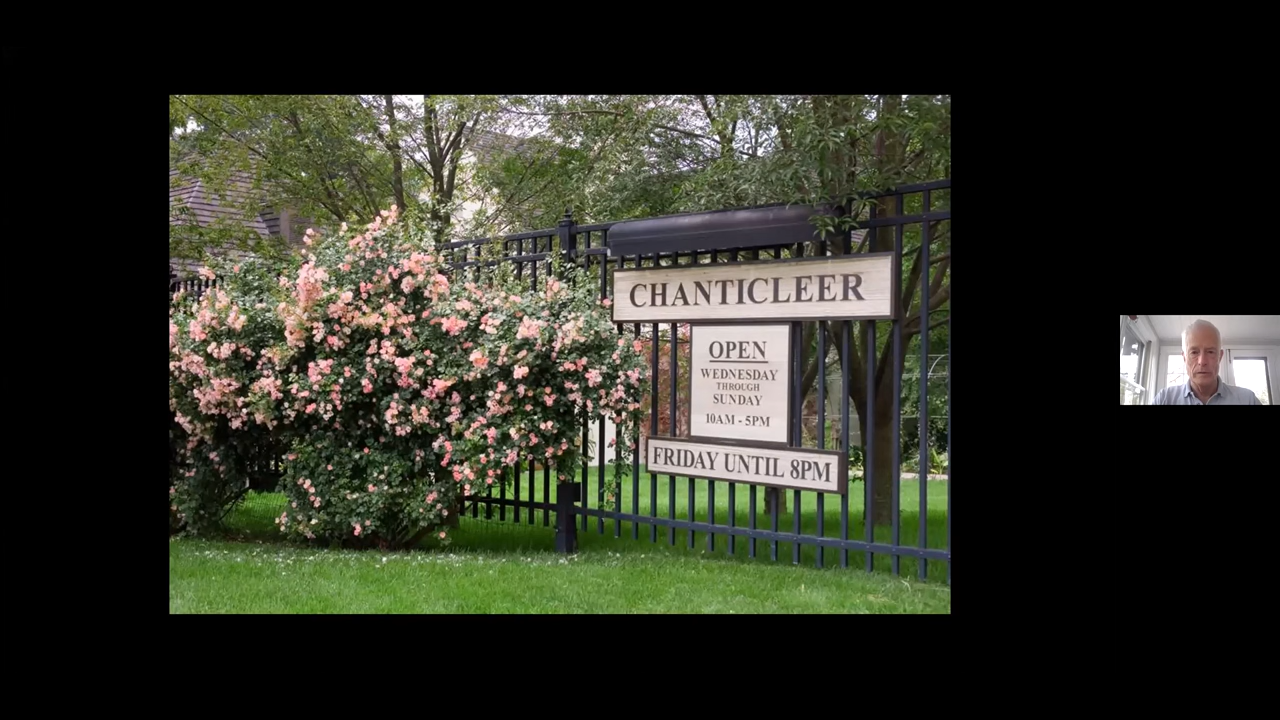 CHANTICLEER
OPEN
WEDNESDAY
THROUGH
SUNDAY
10AM - 5PM
FRIDAY UNTIL 8PM